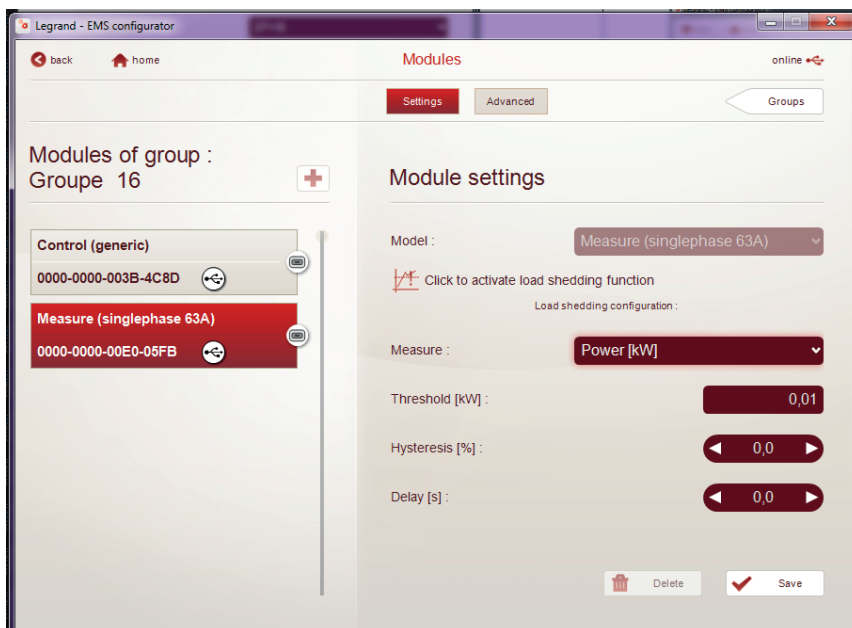 Legrand - EMS configurator
back
home
Modules
online
Settings
Advanced
Groups
Modules of group :
Groupe 16
Module settings
Control (generic)
0000-0000-003B-4C8D
Measure (singlephase 63A)
0000-0000-00E0-05FB
Model :
Measure (singlephase 63A)
Click to activate load shedding function
Load shedding configuration :
Measure :
Power [kW]
Threshold [kW] :
0,01
Hysteresis [%] :
0,0
Delay [s] :
0,0
Delete
Save